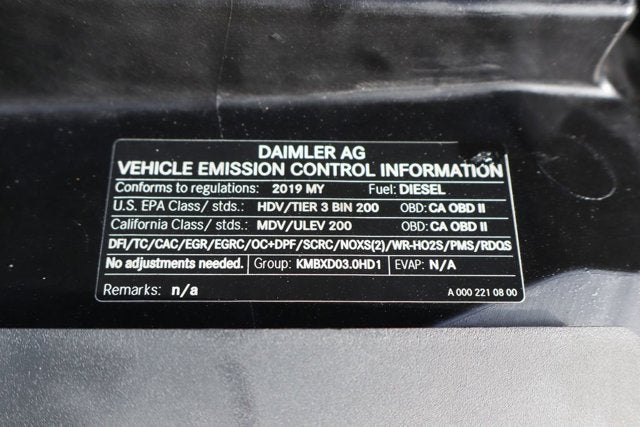 DAIMLER AG
VEHICLE EMISSION CONTROL INFORMATION
Conforms to regulations: 2019 MY Fuel: DIESEL
U.S. EPA Class/ stds.: HDV/TIER 3 BIN 200 OBD: CA OBD II
California Class/ stds.: MDV/ULEV 200 OBD: CA OBD II
DFI/TC/CAC/EGR/EGRC/OC+DPF/SCRC/NOXS(2)/WR-HO2S/PMS/RDQS
No adjustments needed. Group: KMBXD03.0HD1 EVAP: N/A
Remarks: n/a A 000 221 08 00